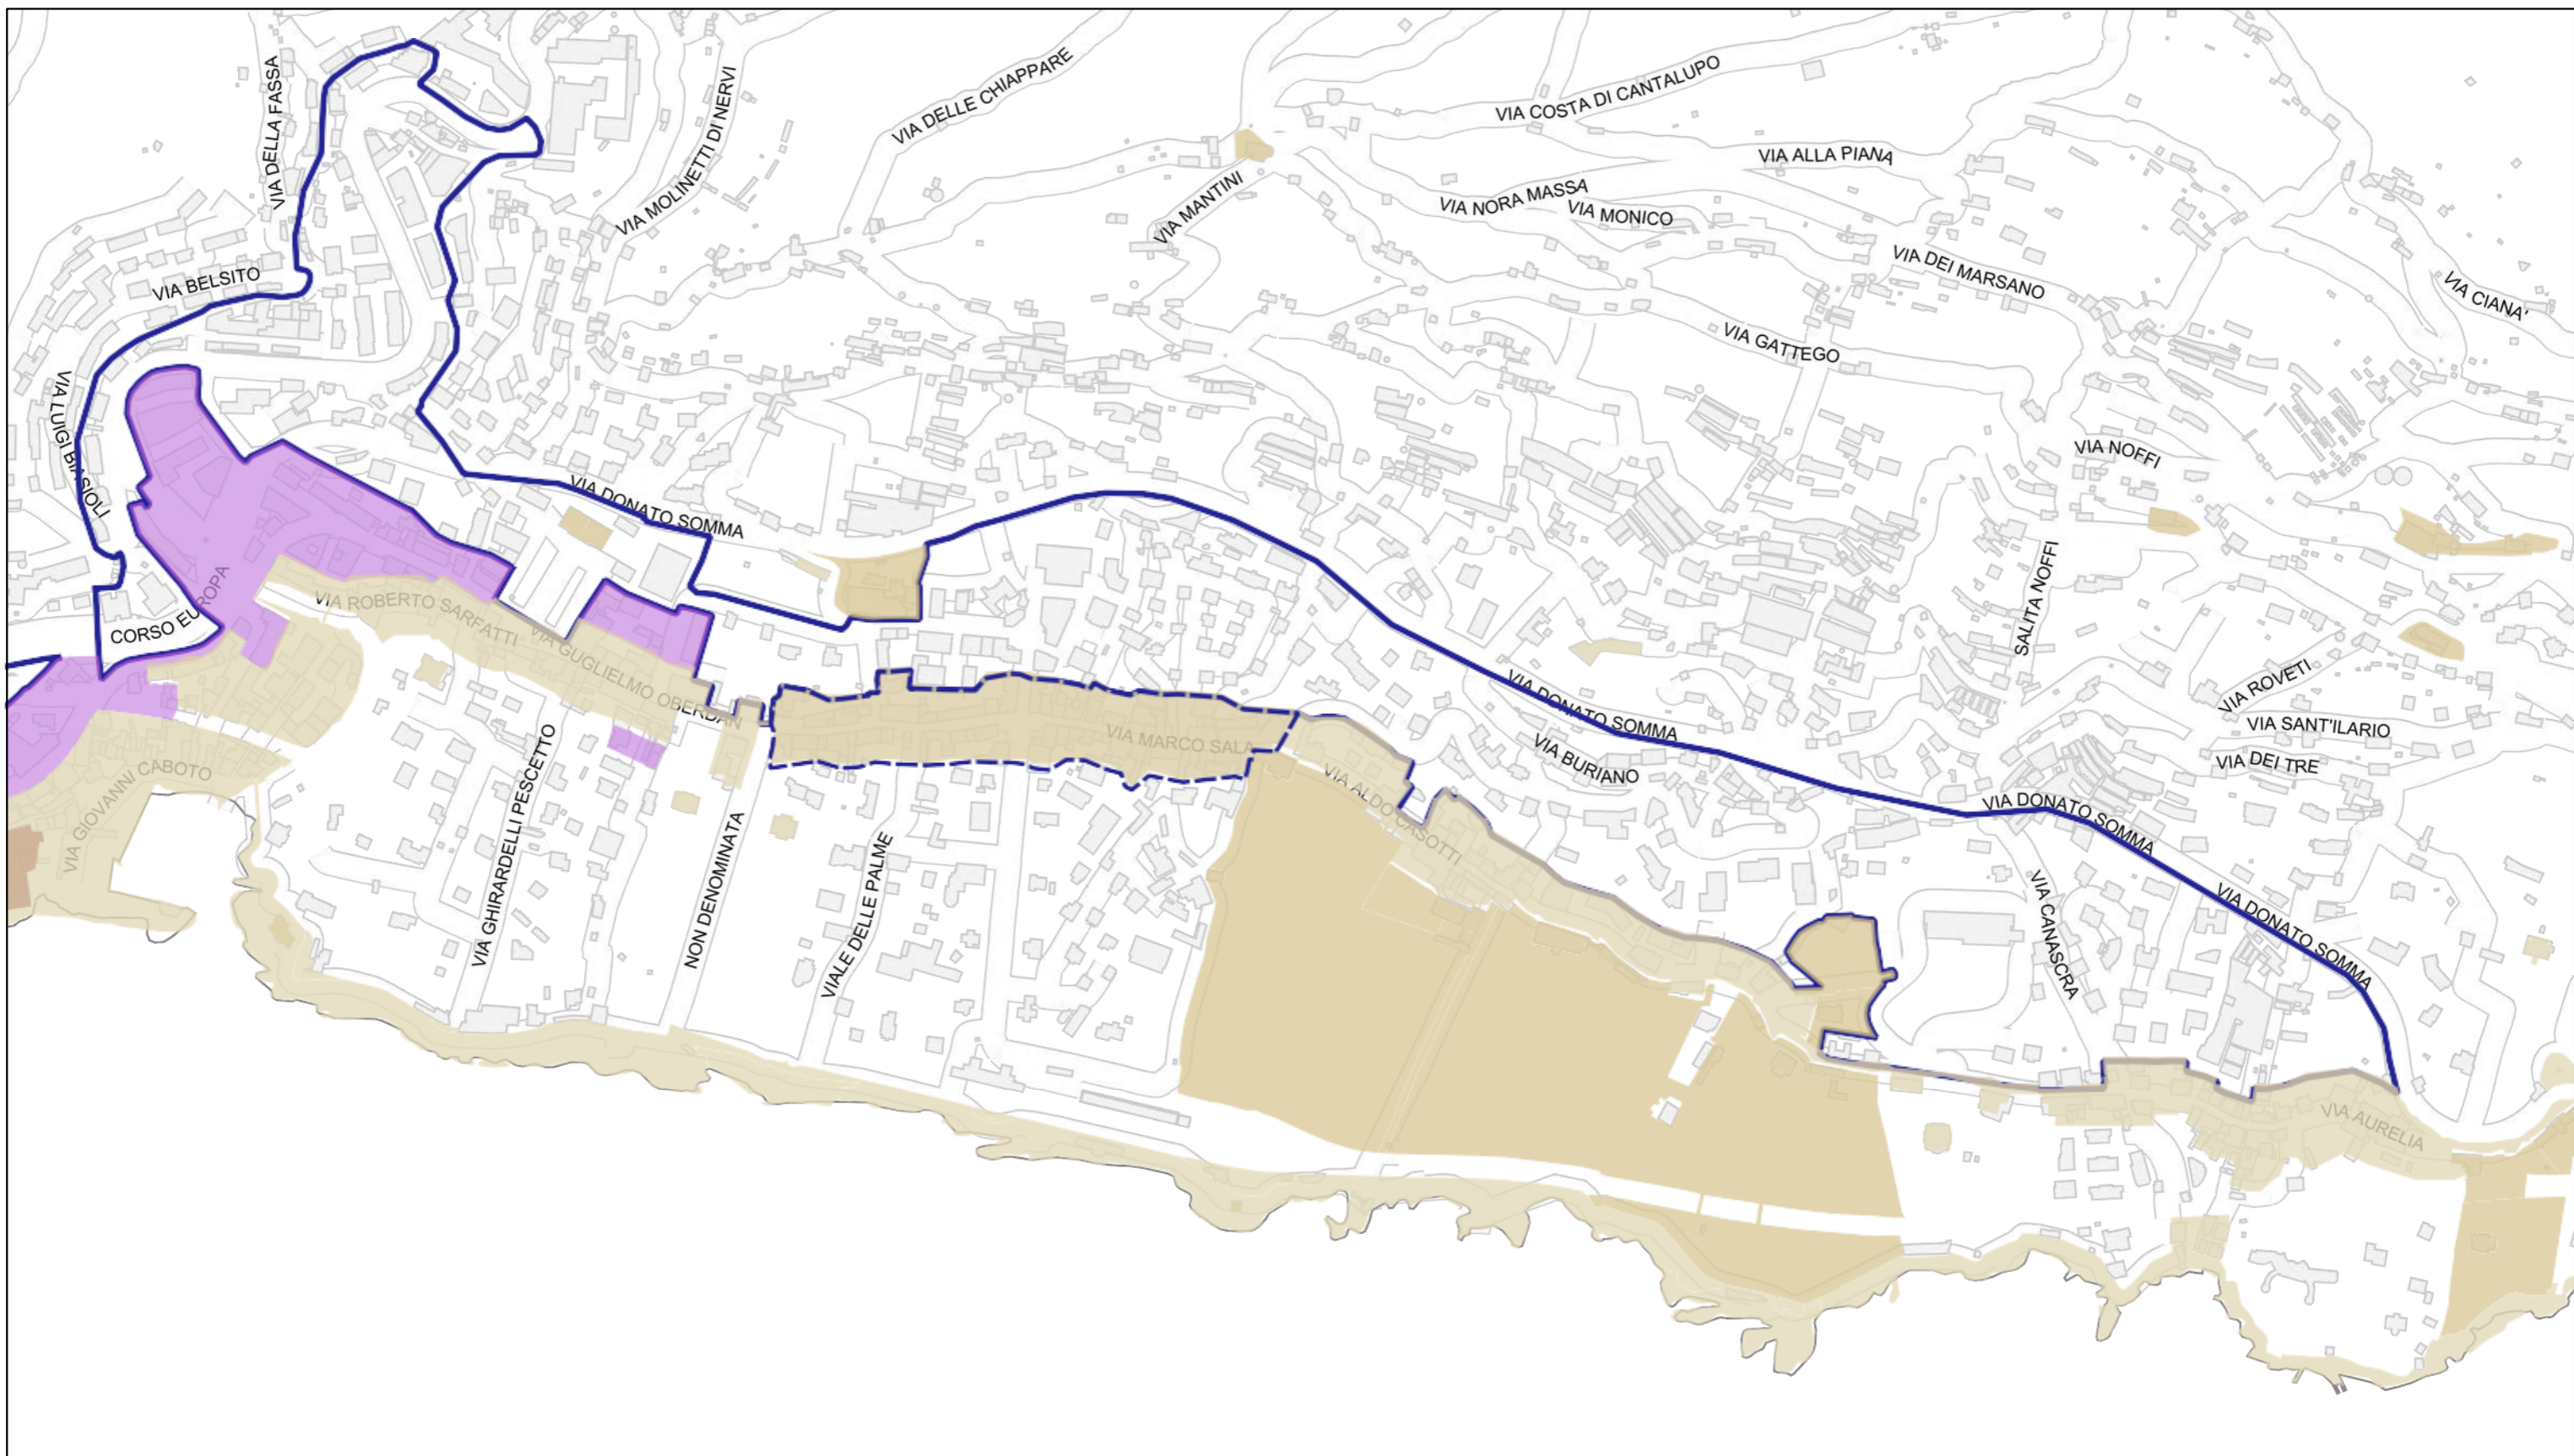 VIA DELLA FASSA
VIA MOLINETTI DI NERVI
VIA DELLE CHIAPPARE
VIA COSTA DI CANTALUPO
VIA ALLA PIANA
VIA MANTINI
VIA NORA MASSA
VIA MONICO
VIA BELSITO
VIA DEI MARSANO
VIA CIANA'
VIA GATTEGO
VIA LUIGI BIASIOLI
VIA NOFFI
VIA DONATO SOMMA
SALITA NOFFI
CORSO EUROPA
VIA ROBERTO SARFATTI
VIA GUGLIELMO OBERDAN
VIA ROVETI
VIA DONATO SOMMA
VIA SANT'ILARIO
VIA MARCO SALA
VIA BURIANO
VIA DEI TRE
VIA GIOVANNI CABOTO
VIA GHIRARDELLI PESCETTO
VIA ALDO CASOTTI
VIA DONATO SOMMA
NON DENOMINATA
VIALE DELLE PALME
VIA CANASCRA
VIA DONATO SOMMA
VIA AURELIA